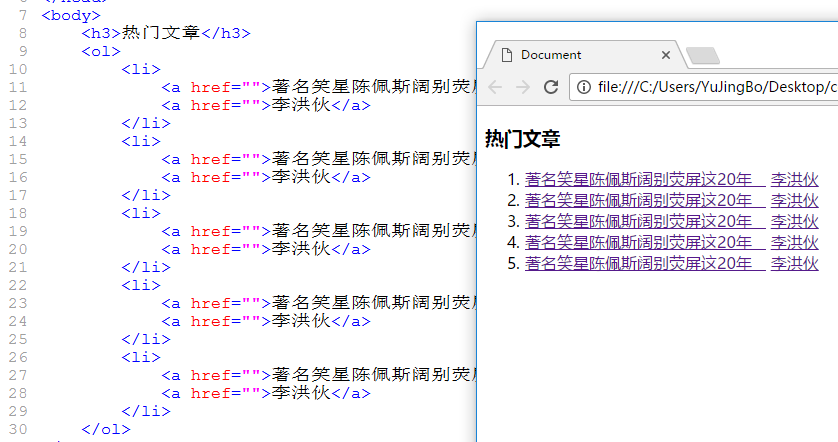 7 <body>
8 <h3>热门文章</h3>
9 <ol>
10 <li>
11 <a href="">著名笑星陈佩斯阔别荧
12 <a href="">李洪伙</a>
13 </li>
14 <li>
15 <a href="">著名笑星陈佩斯阔别荧
16 <a href="">李洪伙</a>
17 </li>
18 <li>
19 <a href="">著名笑星陈佩斯阔别荧
20 <a href="">李洪伙</a>
21 </li>
22 <li>
23 <a href="">著名笑星陈佩斯阔别荧
24 <a href="">李洪伙</a>
25 </li>
26 <li>
27 <a href="">著名笑星陈佩斯阔别荧
28 <a href="">李洪伙</a>
29 </li>
30 </ol>
Document
file:///C:/Users/YuJingBo/Desktop/c
热门文章
1. 著名笑星陈佩斯阔别荧屏这20年 李洪伙
2. 著名笑星陈佩斯阔别荧屏这20年 李洪伙
3. 著名笑星陈佩斯阔别荧屏这20年 李洪伙
4. 著名笑星陈佩斯阔别荧屏这20年 李洪伙
5. 著名笑星陈佩斯阔别荧屏这20年 李洪伙